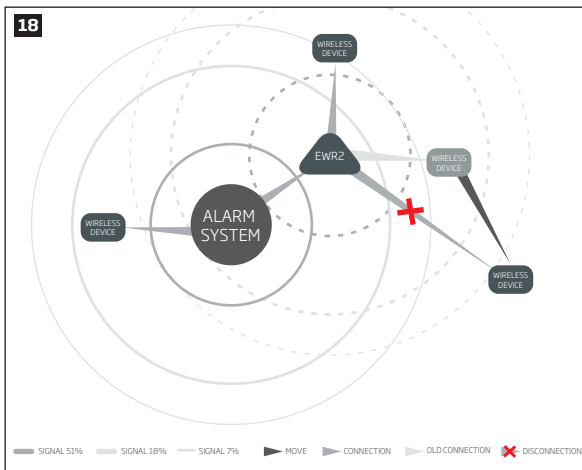 18
WIRELESS
DEVICE
EWR2
WIRELESS
DEVICE
ALARM
SYSTEM
WIRELESS
DEVICE
WIRELESS
DEVICE
SIGNAL 51%
SIGNAL 18%
SIGNAL 7%
MOVE
CONNECTION
OLD CONNECTION
DISCONNECTION